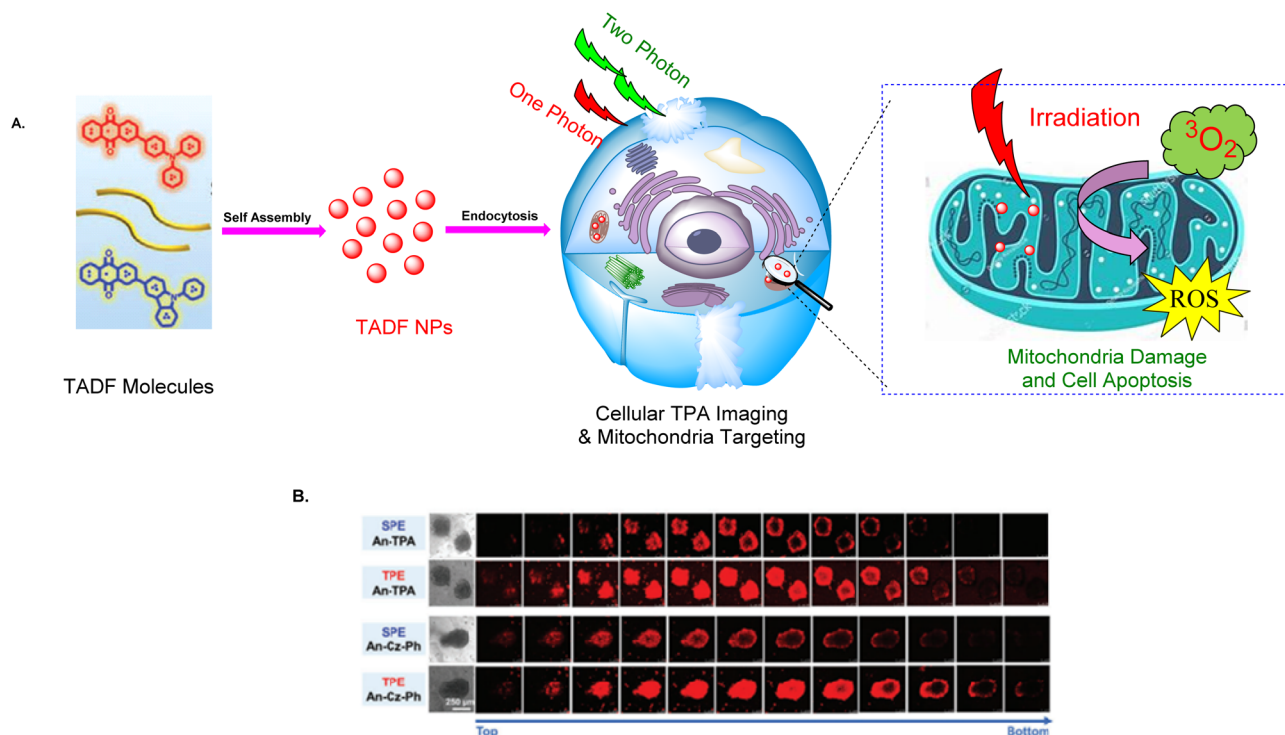 A.
Self Assembly
Endocytosis
Two Photon
One Photon
Irradiation
³O₂
ROS
TADF NPs
TADF Molecules
Mitochondria Damage
and Cell Apoptosis
Cellular TPA Imaging
& Mitochondria Targeting
B.
SPE
An-TPA
TPE
An-TPA
SPE
An-Cz-Ph
TPE
An-Cz-Ph
250 μm
Top
Bottom